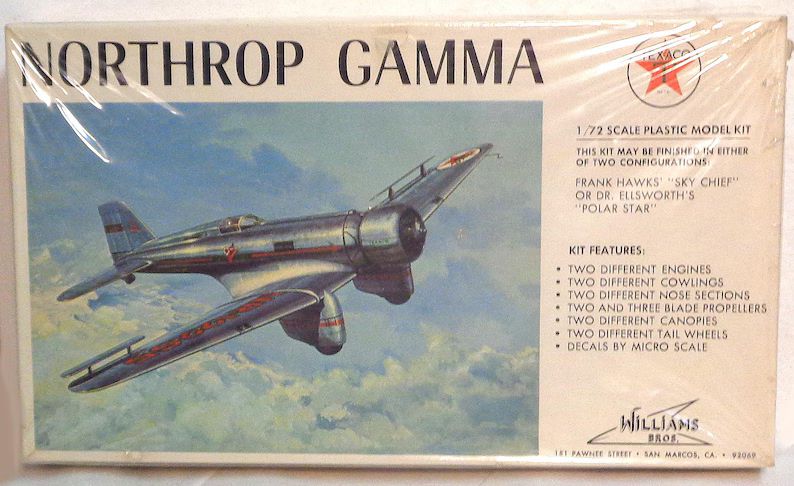 NORTHROP GAMMA
TEXACO
1/72 SCALE PLASTIC MODEL KIT
THIS KIT MAY BE FINISHED IN EITHER
OF TWO CONFIGURATIONS:
FRANK HAWKS' "SKY CHIEF"
OR DR. ELLSWORTH'S
"POLAR STAR"
KIT FEATURES:
• TWO DIFFERENT ENGINES
• TWO DIFFERENT COWLINGS
• TWO DIFFERENT NOSE SECTIONS
• TWO AND THREE BLADE PROPELLERS
• TWO DIFFERENT CANOPIES
• TWO DIFFERENT TAIL WHEELS
• DECALS BY MICRO SCALE
WILLIAMS
BROS.
181 PAWNEE STREET • SAN MARCOS, CA. • 92069